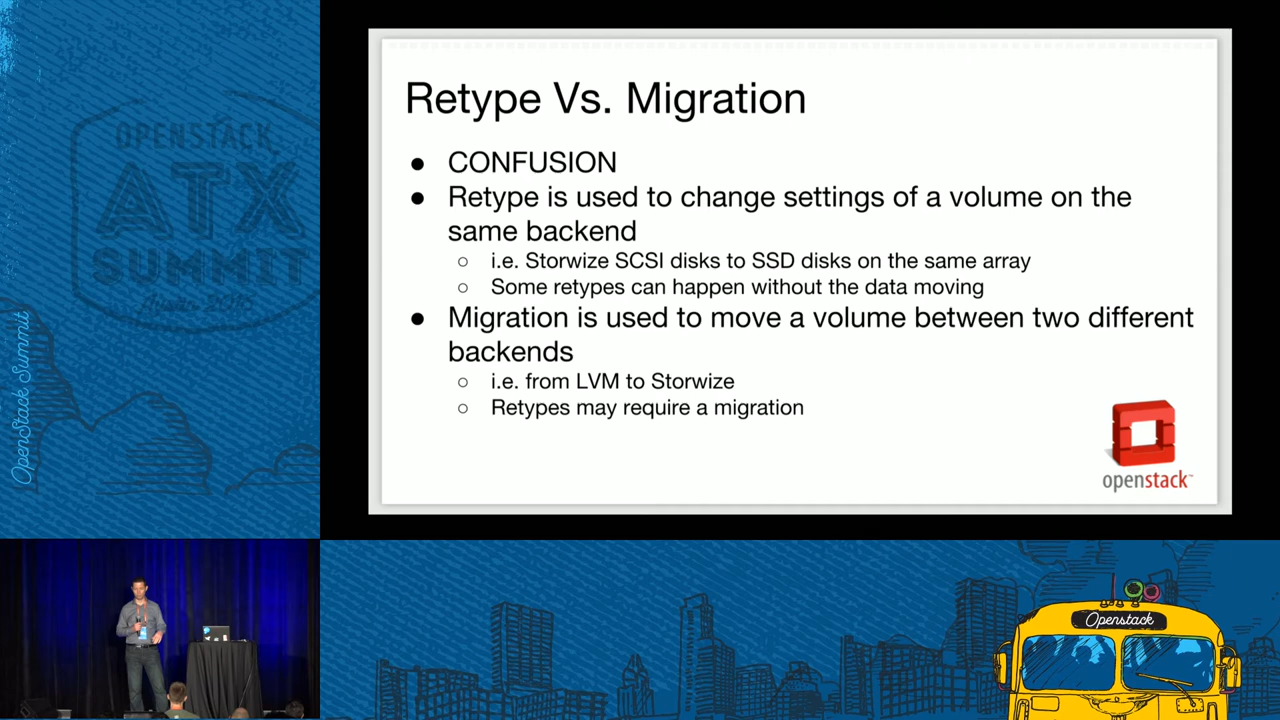 OPENSTACK
ATX
SUMMIT
Austin 2016
OpenStack Summit
Retype Vs. Migration
● CONFUSION
● Retype is used to change settings of a volume on the
same backend
○ i.e. Storwize SCSI disks to SSD disks on the same array
○ Some retypes can happen without the data moving
● Migration is used to move a volume between two different
backends
○ i.e. from LVM to Storwize
○ Retypes may require a migration
openstack™
Openstack